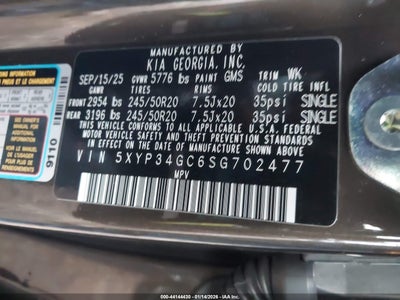 MANUFACTURED BY
KIA GEORGIA, INC.
SEP/15/25 GVWR 5776 lbs PAINT GMS TRIM WK
GAWR TIRES RIMS COLD TIRE INFL
FRONT 2954 lbs 245/50R20 7.5JX20 35psi SINGLE
REAR 3196 lbs 245/50R20 7.5JX20 35psi SINGLE
THIS VEHICLE CONFORMS TO ALL APPLICABLE FEDERAL
MOTOR VEHICLE SAFETY, BUMPER, AND
THEFT PREVENTION STANDARDS IN EFFECT ON THE
DATE OF MANUFACTURE SHOWN ABOVE.
VIN 5XYP34GC6SG702477
MPV
9110
000-44144430 | 01/14/2026 | IAA Inc.